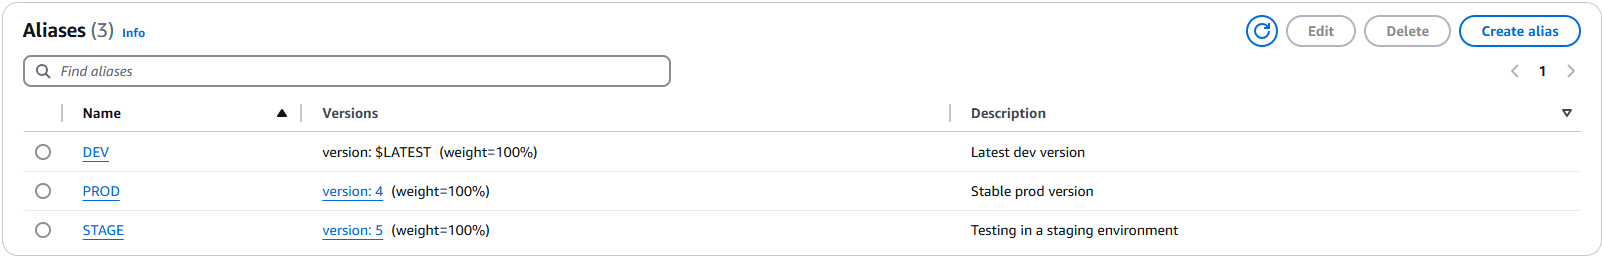 Aliases (3) Info Edit Delete Create alias
Find aliases 1
Name Versions Description
DEV version: $LATEST (weight=100%) Latest dev version
PROD version: 4 (weight=100%) Stable prod version
STAGE version: 5 (weight=100%) Testing in a staging environment